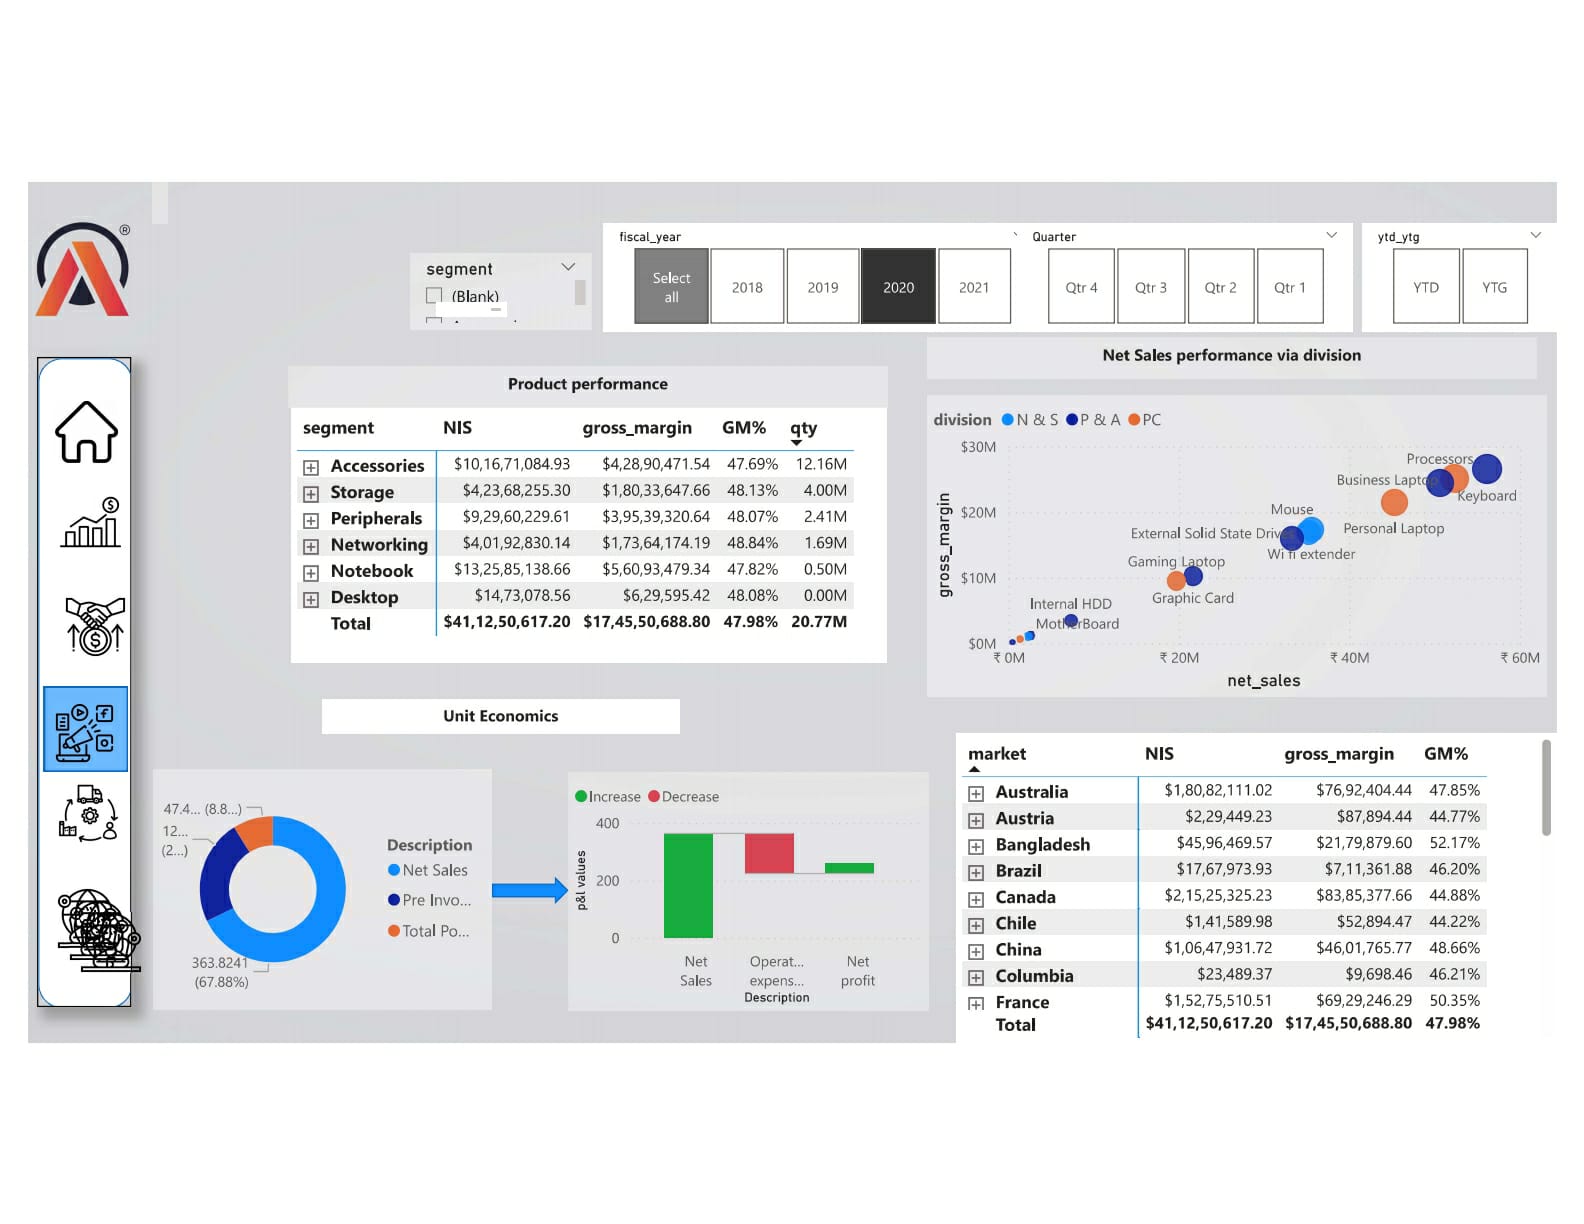 ®
fiscal_year
Quarter
ytd_ytg
segment
(Blank)
Select all
2018
2019
2020
2021
Qtr 4
Qtr 3
Qtr 2
Qtr 1
YTD
YTG
Product performance
segment NIS gross_margin GM% qty
Accessories $10,16,71,084.93 $4,28,90,471.54 47.69% 12.16M
Storage $4,23,68,255.30 $1,80,33,647.66 48.13% 4.00M
Peripherals $9,29,60,229.61 $3,95,39,320.64 48.07% 2.41M
Networking $4,01,92,830.14 $1,73,64,174.19 48.84% 1.69M
Notebook $13,25,85,138.66 $5,60,93,479.34 47.82% 0.50M
Desktop $14,73,078.56 $6,29,595.42 48.08% 0.00M
Total $41,12,50,617.20 $17,45,50,688.80 47.98% 20.77M
Net Sales performance via division
division N & S P & A PC
$30M
$20M
$10M
$0M
gross_margin
Processors
Business Laptop
Keyboard
Mouse
Personal Laptop
External Solid State Drives
Wi fi extender
Gaming Laptop
Graphic Card
Internal HDD
MotherBoard
₹ 0M ₹ 20M ₹ 40M ₹ 60M
net_sales
Unit Economics
47.4... (8.8...)
12...
(2...)
363.8241
(67.88%)
Description
Net Sales
Pre Invo...
Total Po...
Increase Decrease
400
200
0
p&l values
Net Sales
Operat... expens...
Net profit
Description
market NIS gross_margin GM%
Australia $1,80,82,111.02 $76,92,404.44 47.85%
Austria $2,29,449.23 $87,894.44 44.77%
Bangladesh $45,96,469.57 $21,79,879.60 52.17%
Brazil $17,67,973.93 $7,11,361.88 46.20%
Canada $2,15,25,325.23 $83,85,377.66 44.88%
Chile $1,41,589.98 $52,894.47 44.22%
China $1,06,47,931.72 $46,01,765.77 48.66%
Columbia $23,489.37 $9,698.46 46.21%
France $1,52,75,510.51 $69,29,246.29 50.35%
Total $41,12,50,617.20 $17,45,50,688.80 47.98%